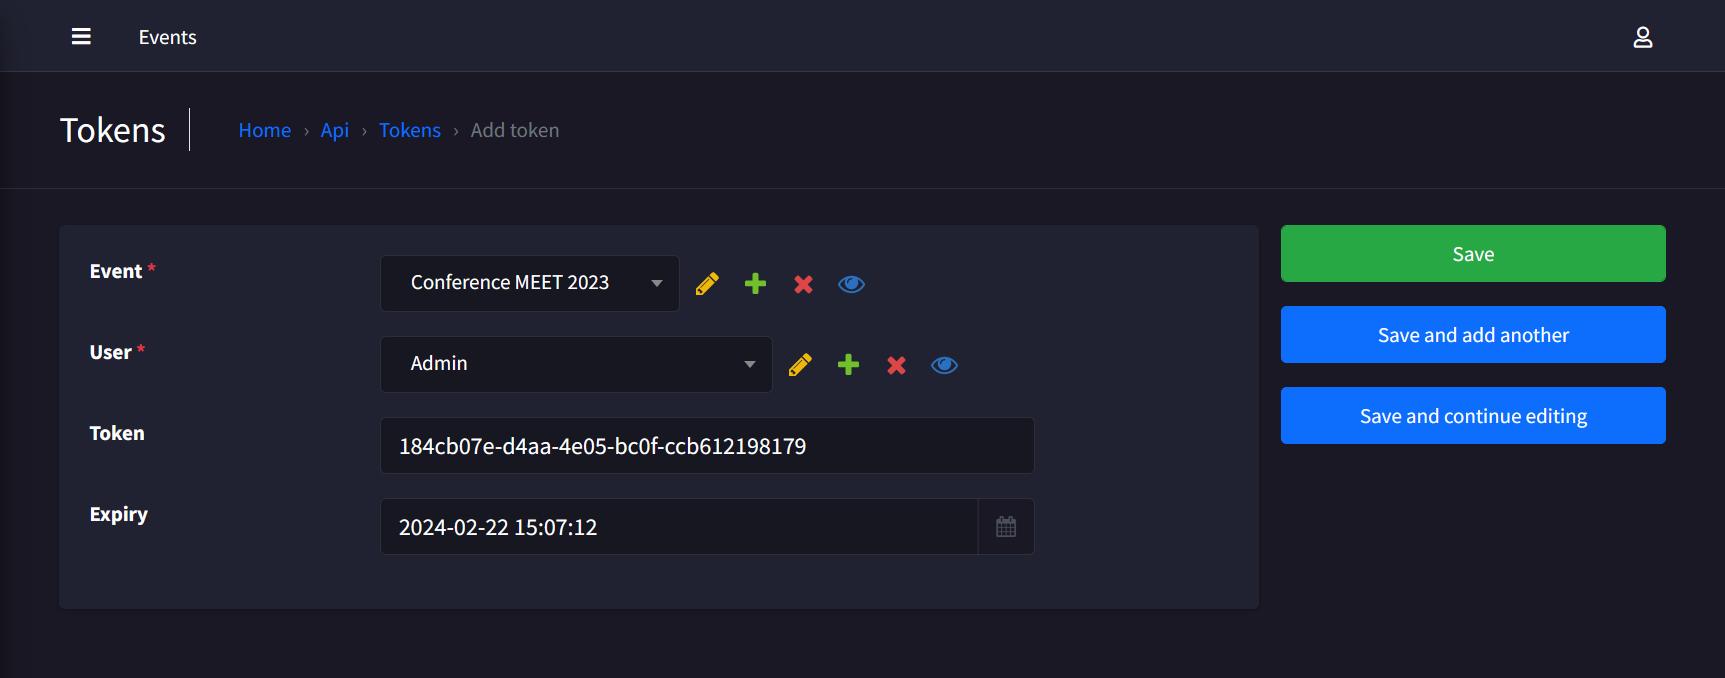 Events
Tokens
Home › Api › Tokens › Add token
Event *
Conference MEET 2023
User *
Admin
Token
184cb07e-d4aa-4e05-bc0f-ccb612198179
Expiry
2024-02-22 15:07:12
Save
Save and add another
Save and continue editing